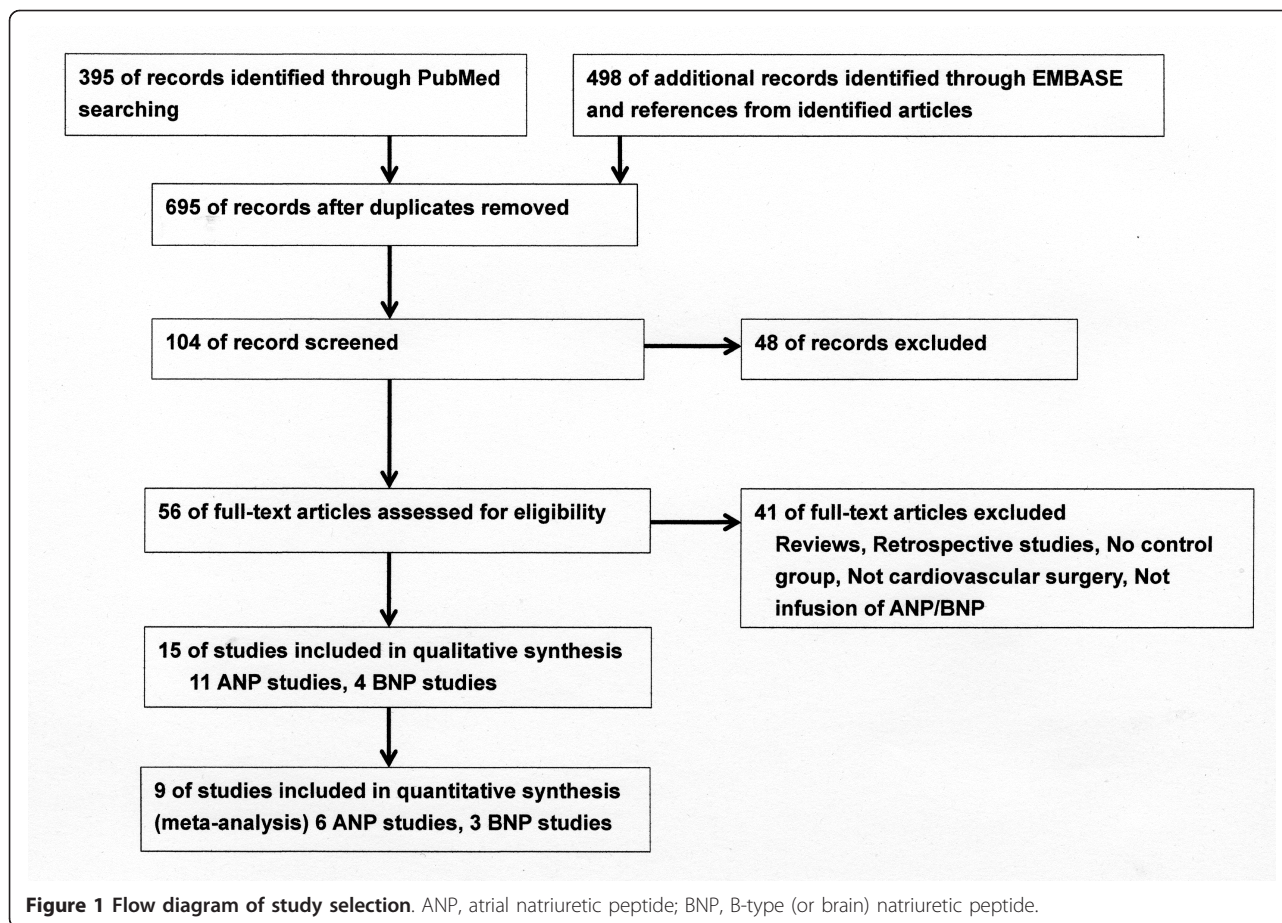 395 of records identified through PubMed
searching
498 of additional records identified through EMBASE
and references from identified articles
695 of records after duplicates removed
104 of record screened
48 of records excluded
56 of full-text articles assessed for eligibility
41 of full-text articles excluded
Reviews, Retrospective studies, No control
group, Not cardiovascular surgery, Not
infusion of ANP/BNP
15 of studies included in qualitative synthesis
11 ANP studies, 4 BNP studies
9 of studies included in quantitative synthesis
(meta-analysis) 6 ANP studies, 3 BNP studies
Figure 1 Flow diagram of study selection. ANP, atrial natriuretic peptide; BNP, B-type (or brain) natriuretic peptide.